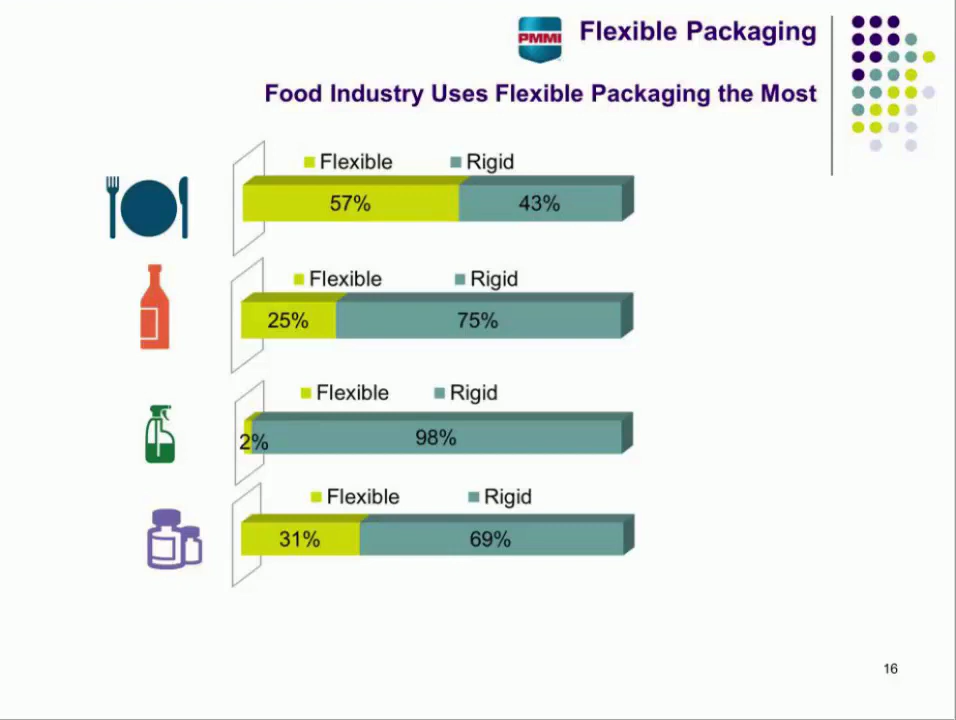 PMMI
Flexible Packaging
Food Industry Uses Flexible Packaging the Most
Flexible Rigid
57% 43%
Flexible Rigid
25% 75%
Flexible Rigid
2% 98%
Flexible Rigid
31% 69%
16